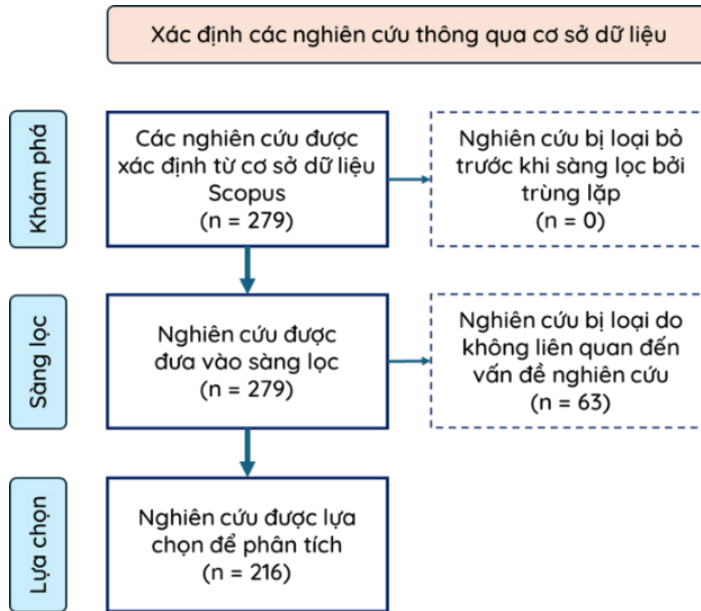 Xác định các nghiên cứu thông qua cơ sở dữ liệu
Khám phá
Các nghiên cứu được
xác định từ cơ sở dữ liệu
Scopus
(n = 279)
Nghiên cứu bị loại bỏ
trước khi sàng lọc bởi
trùng lặp
(n = 0)
Sàng lọc
Nghiên cứu được
đưa vào sàng lọc
(n = 279)
Nghiên cứu bị loại do
không liên quan đến
vấn đề nghiên cứu
(n = 63)
Lựa chọn
Nghiên cứu được lựa
chọn để phân tích
(n = 216)